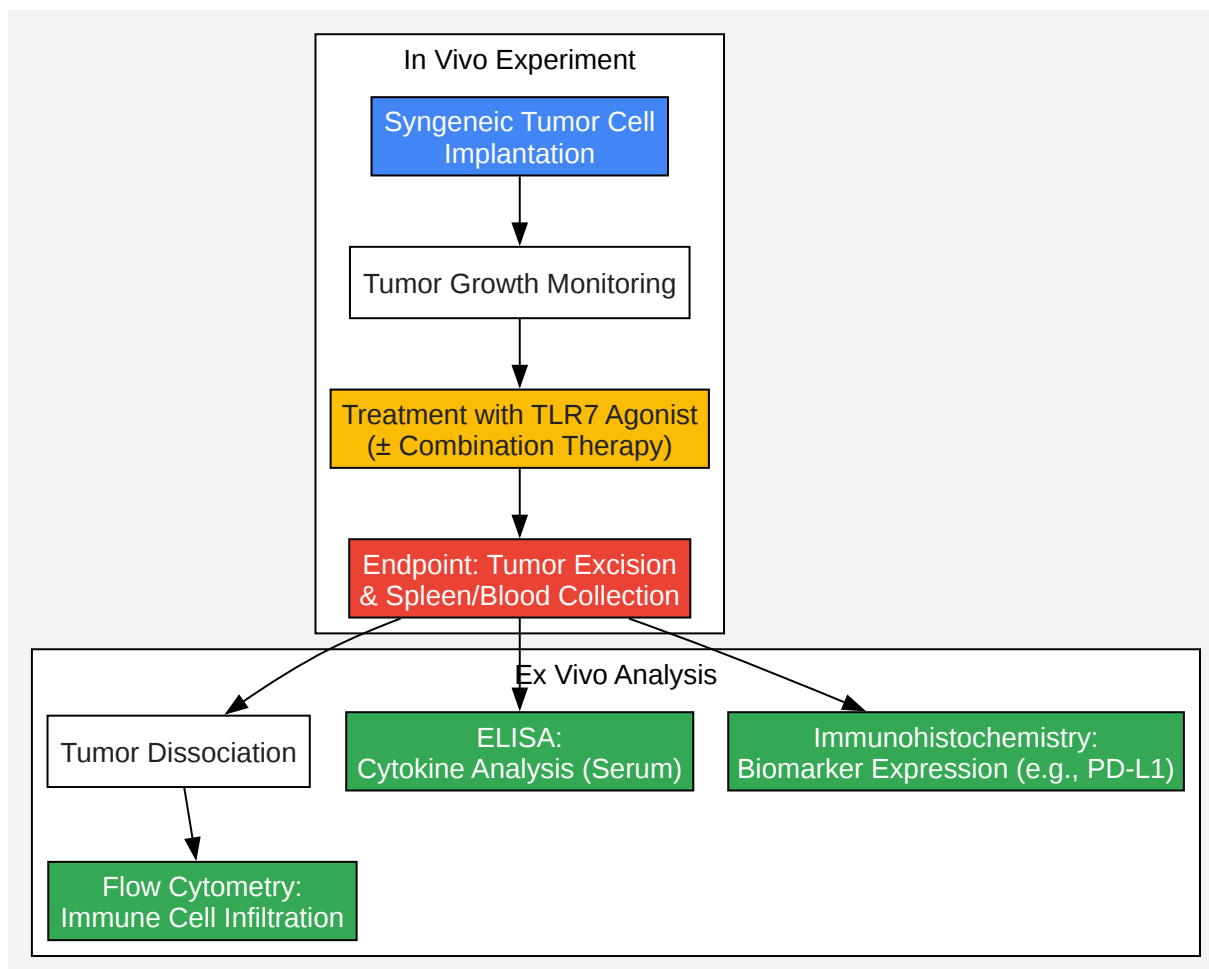 In Vivo Experiment
Syngeneic Tumor Cell
Implantation
Tumor Growth Monitoring
Treatment with TLR7 Agonist
(± Combination Therapy)
Endpoint: Tumor Excision
& Spleen/Blood Collection
Ex Vivo Analysis
Tumor Dissociation
ELISA:
Cytokine Analysis (Serum)
Immunohistochemistry:
Biomarker Expression (e.g., PD-L1)
Flow Cytometry:
Immune Cell Infiltration